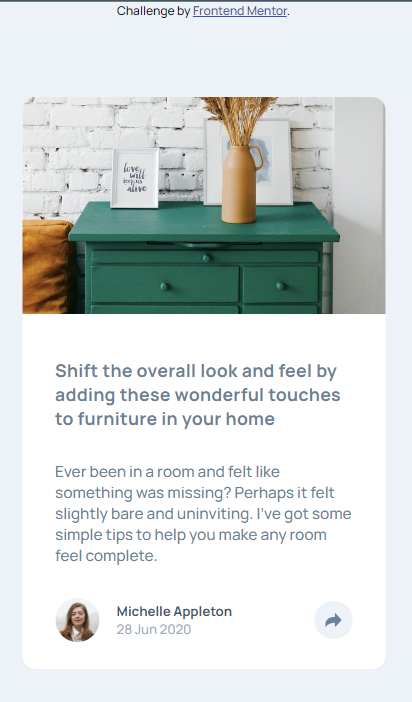 Challenge by Frontend Mentor.
love
will
keep us
alive
Shift the overall look and feel by
adding these wonderful touches
to furniture in your home
Ever been in a room and felt like
something was missing? Perhaps it felt
slightly bare and uninviting. I've got some
simple tips to help you make any room
feel complete.
Michelle Appleton
28 Jun 2020